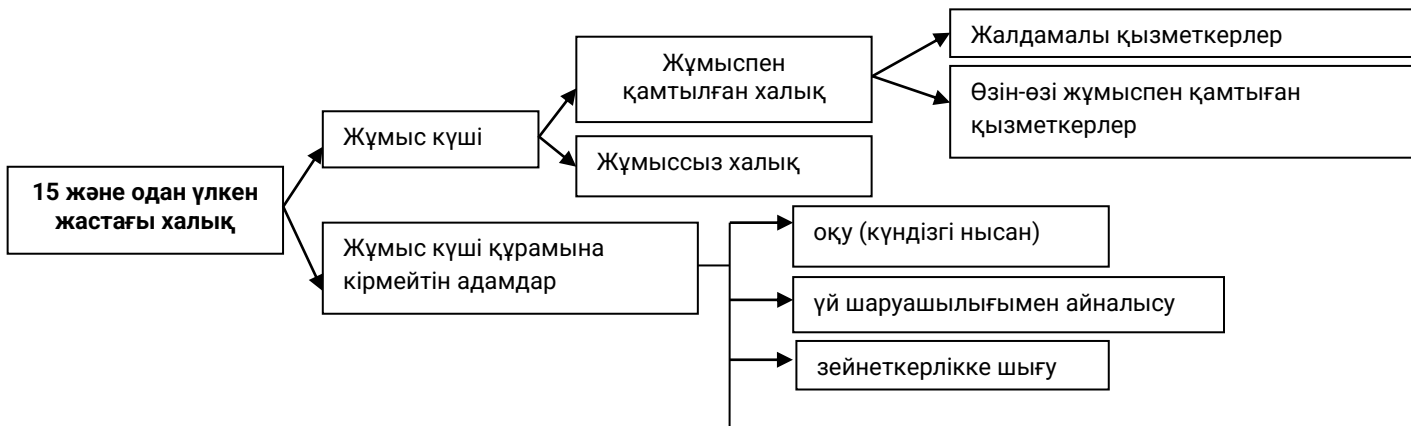 Жалдамалы қызметкерлер
Жұмыспен
қамтылған халық
Өзін-өзі жұмыспен қамтыған
қызметкерлер
Жұмыс күші
Жұмыссыз халық
15 және одан үлкен
жастағы халық
Жұмыс күші құрамына
кірмейтін адамдар
оқу (күндізгі нысан)
үй шаруашылығымен айналысу
зейнеткерлікке шығу